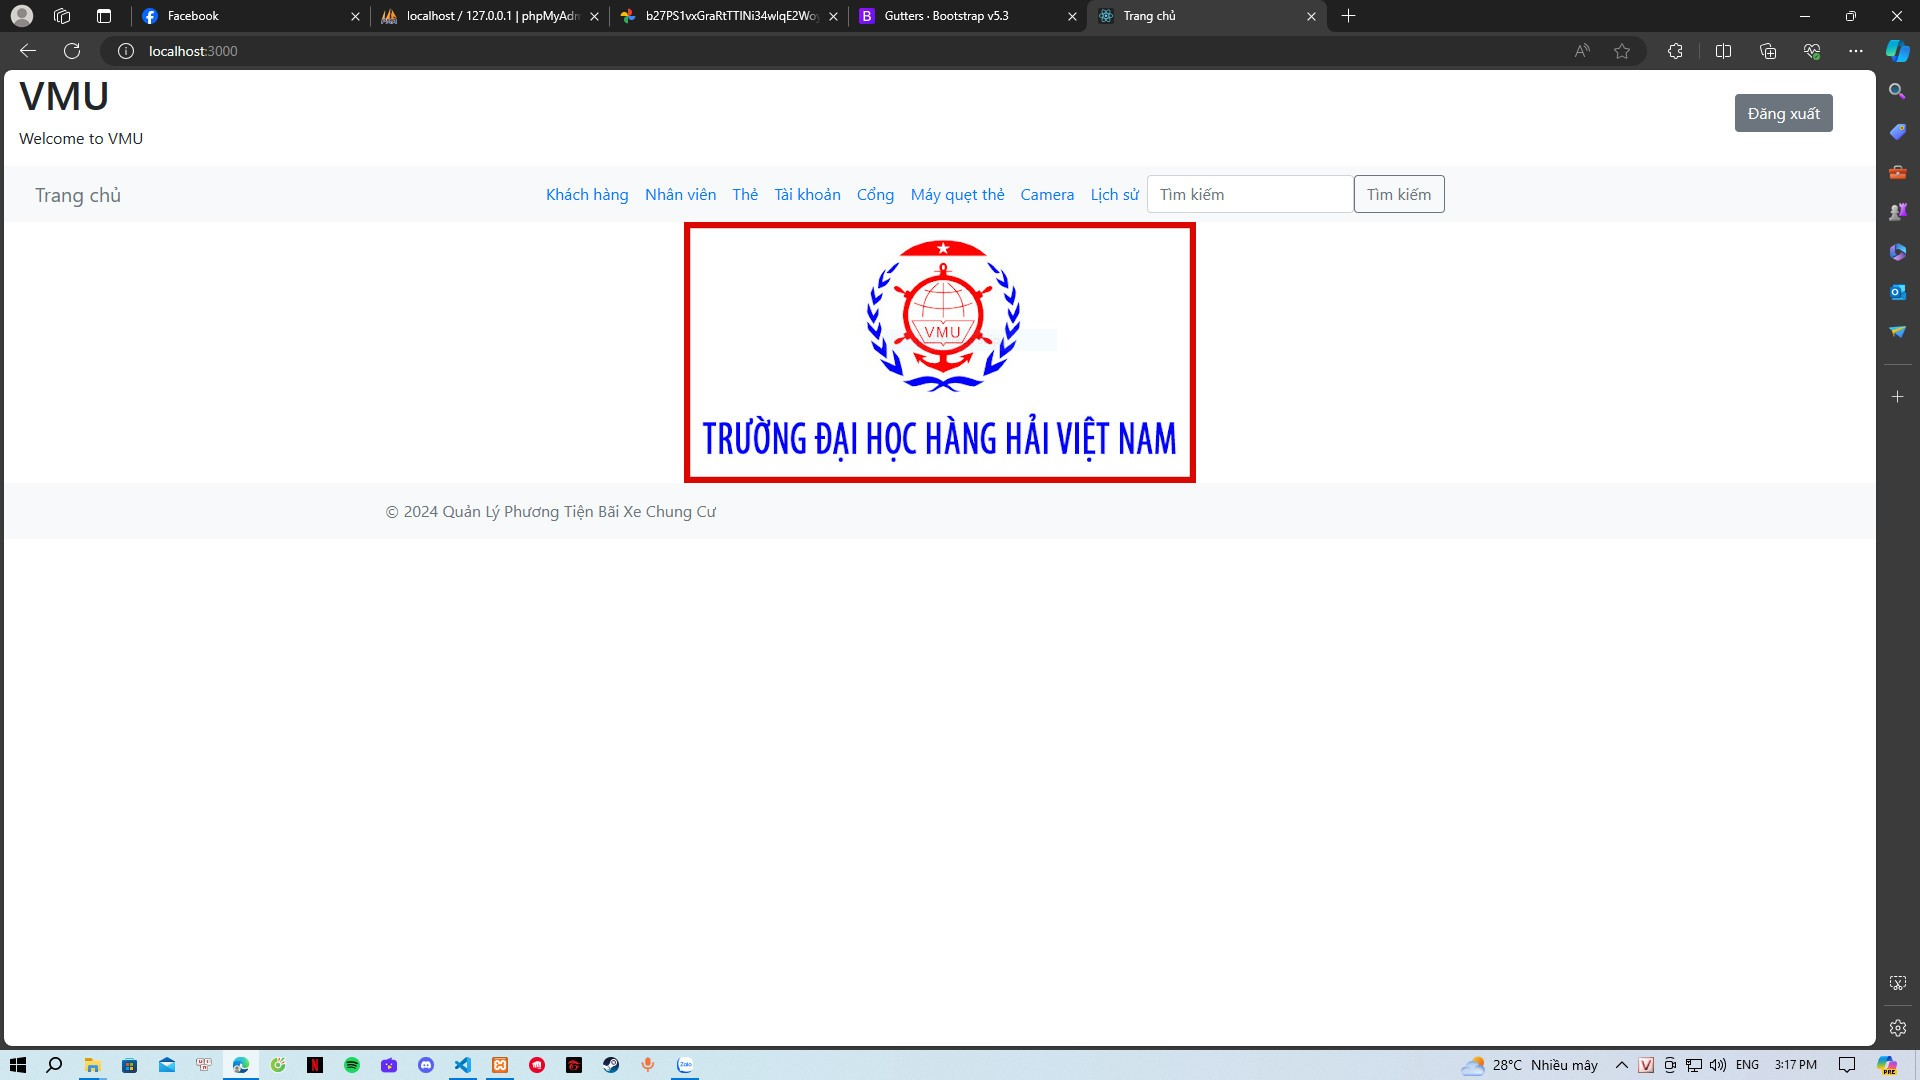 Facebook
localhost / 127.0.0.1 | phpMyAdm
Gutters · Bootstrap v5.3
Trang chủ
localhost:3000
VMU
Đăng xuất
Welcome to VMU
Trang chủ
Khách hàng
Nhân viên
Thẻ
Tài khoản
Cổng
Máy quẹt thẻ
Camera
Lịch sử
Tìm kiếm
Tìm kiếm
VMU
TRƯỜNG ĐẠI HỌC HÀNG HẢI VIỆT NAM
© 2024 Quản Lý Phương Tiện Bãi Xe Chung Cư
28°C Nhiều mây
ENG
3:17 PM